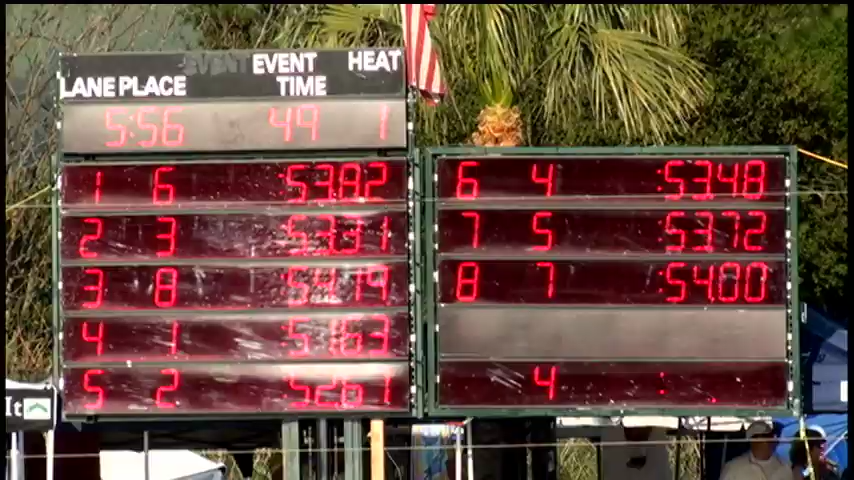 EVENT EVENT HEAT
LANE PLACE TIME
5:56 49 1
1 6 :53.82
2 3 :53.31
3 8 :54.19
4 1 :51.63
5 2 :52.61
6 4 :53.48
7 5 :53.72
8 7 :54.00
4 : .
It